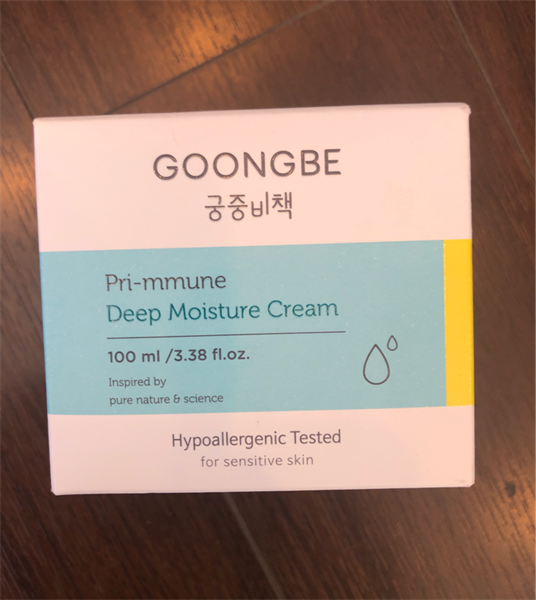 GOONGBE
궁중비책
Pri-mmune
Deep Moisture Cream
100 ml /3.38 fl.oz.
Inspired by
pure nature & science
Hypoallergenic Tested
for sensitive skin